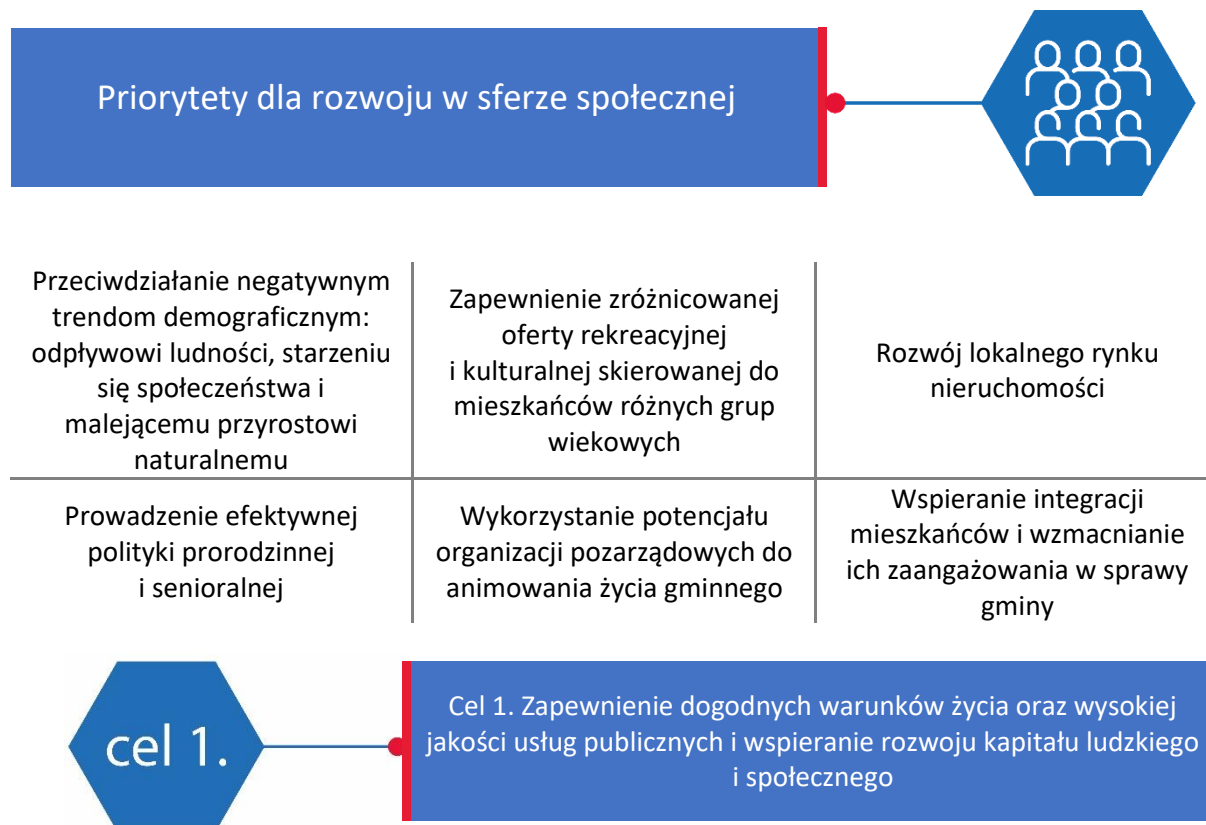 Priorytety dla rozwoju w sferze społecznej
Przeciwdziałanie negatywnym
trendom demograficznym:
odpływowi ludności, starzeniu
się społeczeństwa i
malejącemu przyrostowi
naturalnemu
Zapewnienie zróżnicowanej
oferty rekreacyjnej
i kulturalnej skierowanej do
mieszkańców różnych grup
wiekowych
Rozwój lokalnego rynku
nieruchomości
Prowadzenie efektywnej
polityki prorodzinnej
i senioralnej
Wykorzystanie potencjału
organizacji pozarządowych do
animowania życia gminnego
Wspieranie integracji
mieszkańców i wzmacnianie
ich zaangażowania w sprawy
gminy
cel 1.
Cel 1. Zapewnienie dogodnych warunków życia oraz wysokiej
jakości usług publicznych i wspieranie rozwoju kapitału ludzkiego
i społecznego